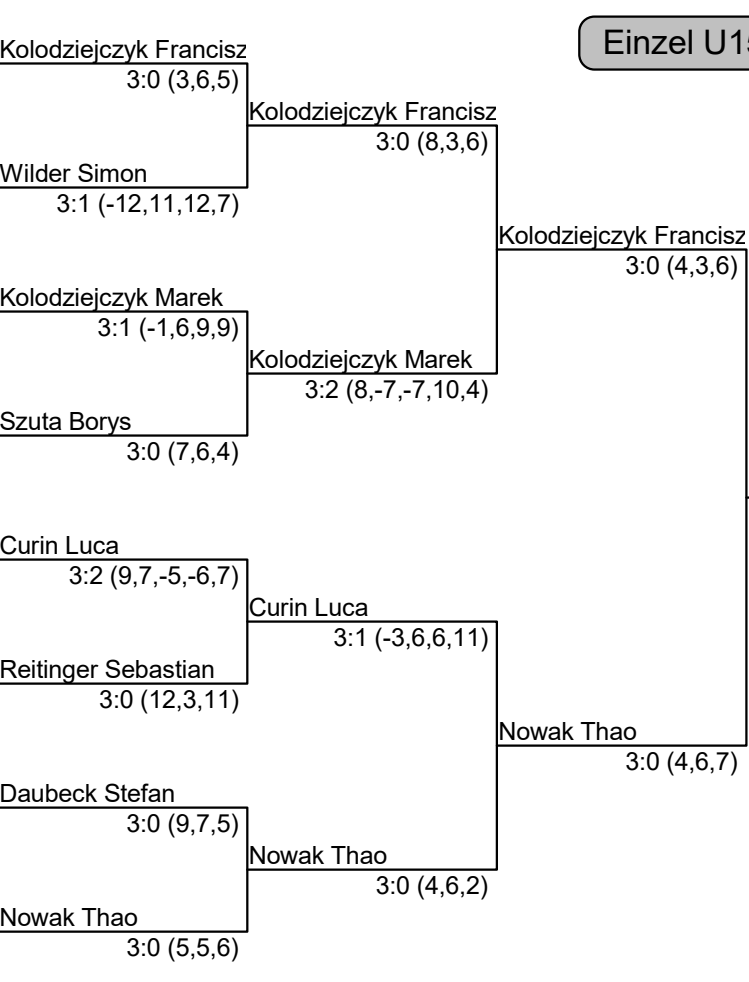 Einzel U15
Kolodziejczyk Francisz
3:0 (3,6,5)
Kolodziejczyk Francisz
3:0 (8,3,6)
Wilder Simon
3:1 (-12,11,12,7)
Kolodziejczyk Francisz
3:0 (4,3,6)
Kolodziejczyk Marek
3:1 (-1,6,9,9)
Kolodziejczyk Marek
3:2 (8,-7,-7,10,4)
Szuta Borys
3:0 (7,6,4)
Curin Luca
3:2 (9,7,-5,-6,7)
Curin Luca
3:1 (-3,6,6,11)
Reitinger Sebastian
3:0 (12,3,11)
Nowak Thao
3:0 (4,6,7)
Daubeck Stefan
3:0 (9,7,5)
Nowak Thao
3:0 (4,6,2)
Nowak Thao
3:0 (5,5,6)